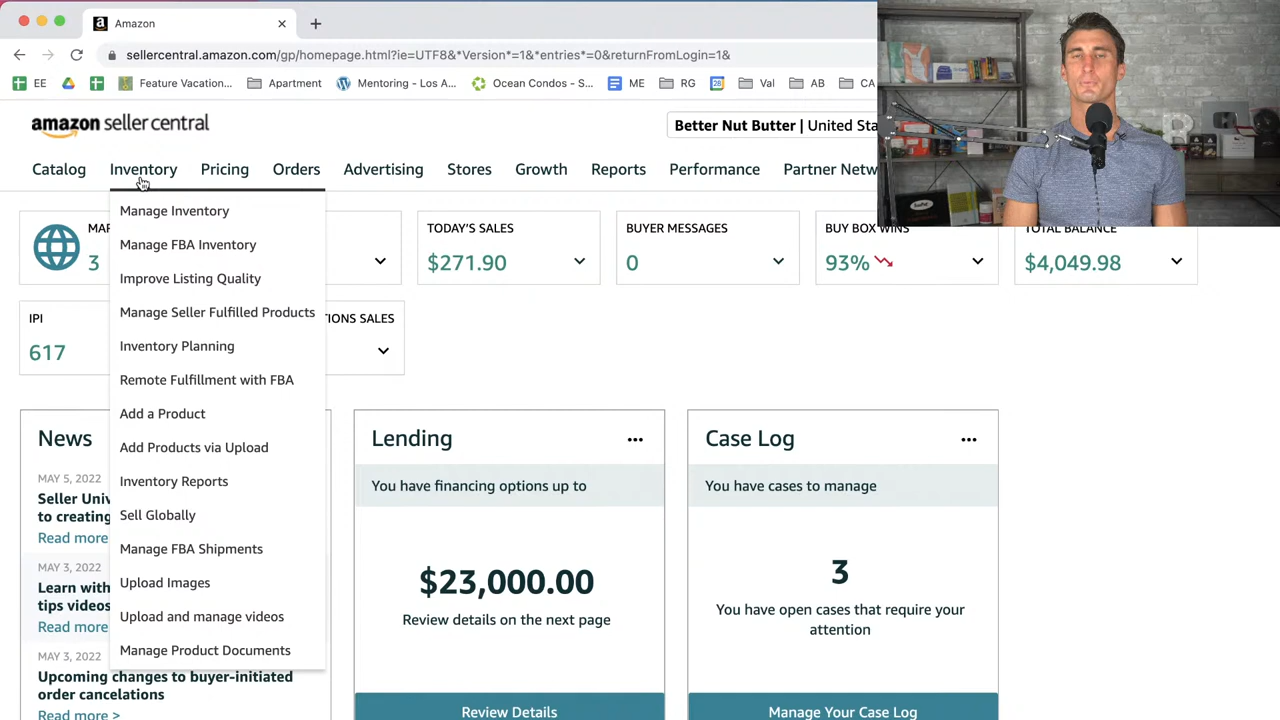 Amazon
sellercentral.amazon.com/gp/homepage.
?ie=UTF8&*Version*=1&*entries*=0&returnFromLogin=1&
EE
Feature Vacation...
Apartment
Mentoring - Los A...
Ocean Condos - S...
ME
RG
28
Val
AB
CA
amazon seller central
Better Nut Butter | United Sta
Catalog
Inventory
Pricing
Orders
Advertising
Stores
Growth
Reports
Performance
Partner Netw
Manage Inventory
Manage FBA Inventory
Improve Listing Quality
Manage Seller Fulfilled Products
Inventory Planning
Remote Fulfillment with FBA
Add a Product
Add Products via Upload
Inventory Reports
Sell Globally
Manage FBA Shipments
Upload Images
Upload and manage videos
Manage Product Documents
MAR
3
TODAY'S SALES
$271.90
BUYER MESSAGES
0
BUY BOX WINS
93%
TOTAL BALANCE
$4,049.98
IPI
617
TIONS SALES
News
MAY 5, 2022
Seller Univ
to creating
Read more
MAY 3, 2022
Learn with
tips videos
Read more
MAY 3, 2022
Upcoming changes to buyer-initiated
order cancelations
Read more >
Lending
You have financing options up to
$23,000.00
Review details on the next page
Review Details
Case Log
You have cases to manage
3
You have open cases that require your
attention
Manage Your Case Log